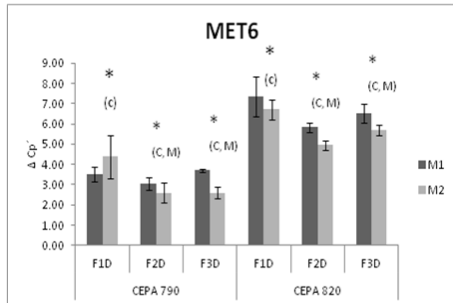 MET6
Δ Cp´
9.00
8.00
7.00
6.00
5.00
4.00
3.00
2.00
1.00
0.00
*
(c)
*
(C, M)
*
(C, M)
*
(c)
*
(C, M)
*
(C, M)
M1
M2
F1D F2D F3D F1D F2D F3D
CEPA 790 CEPA 820